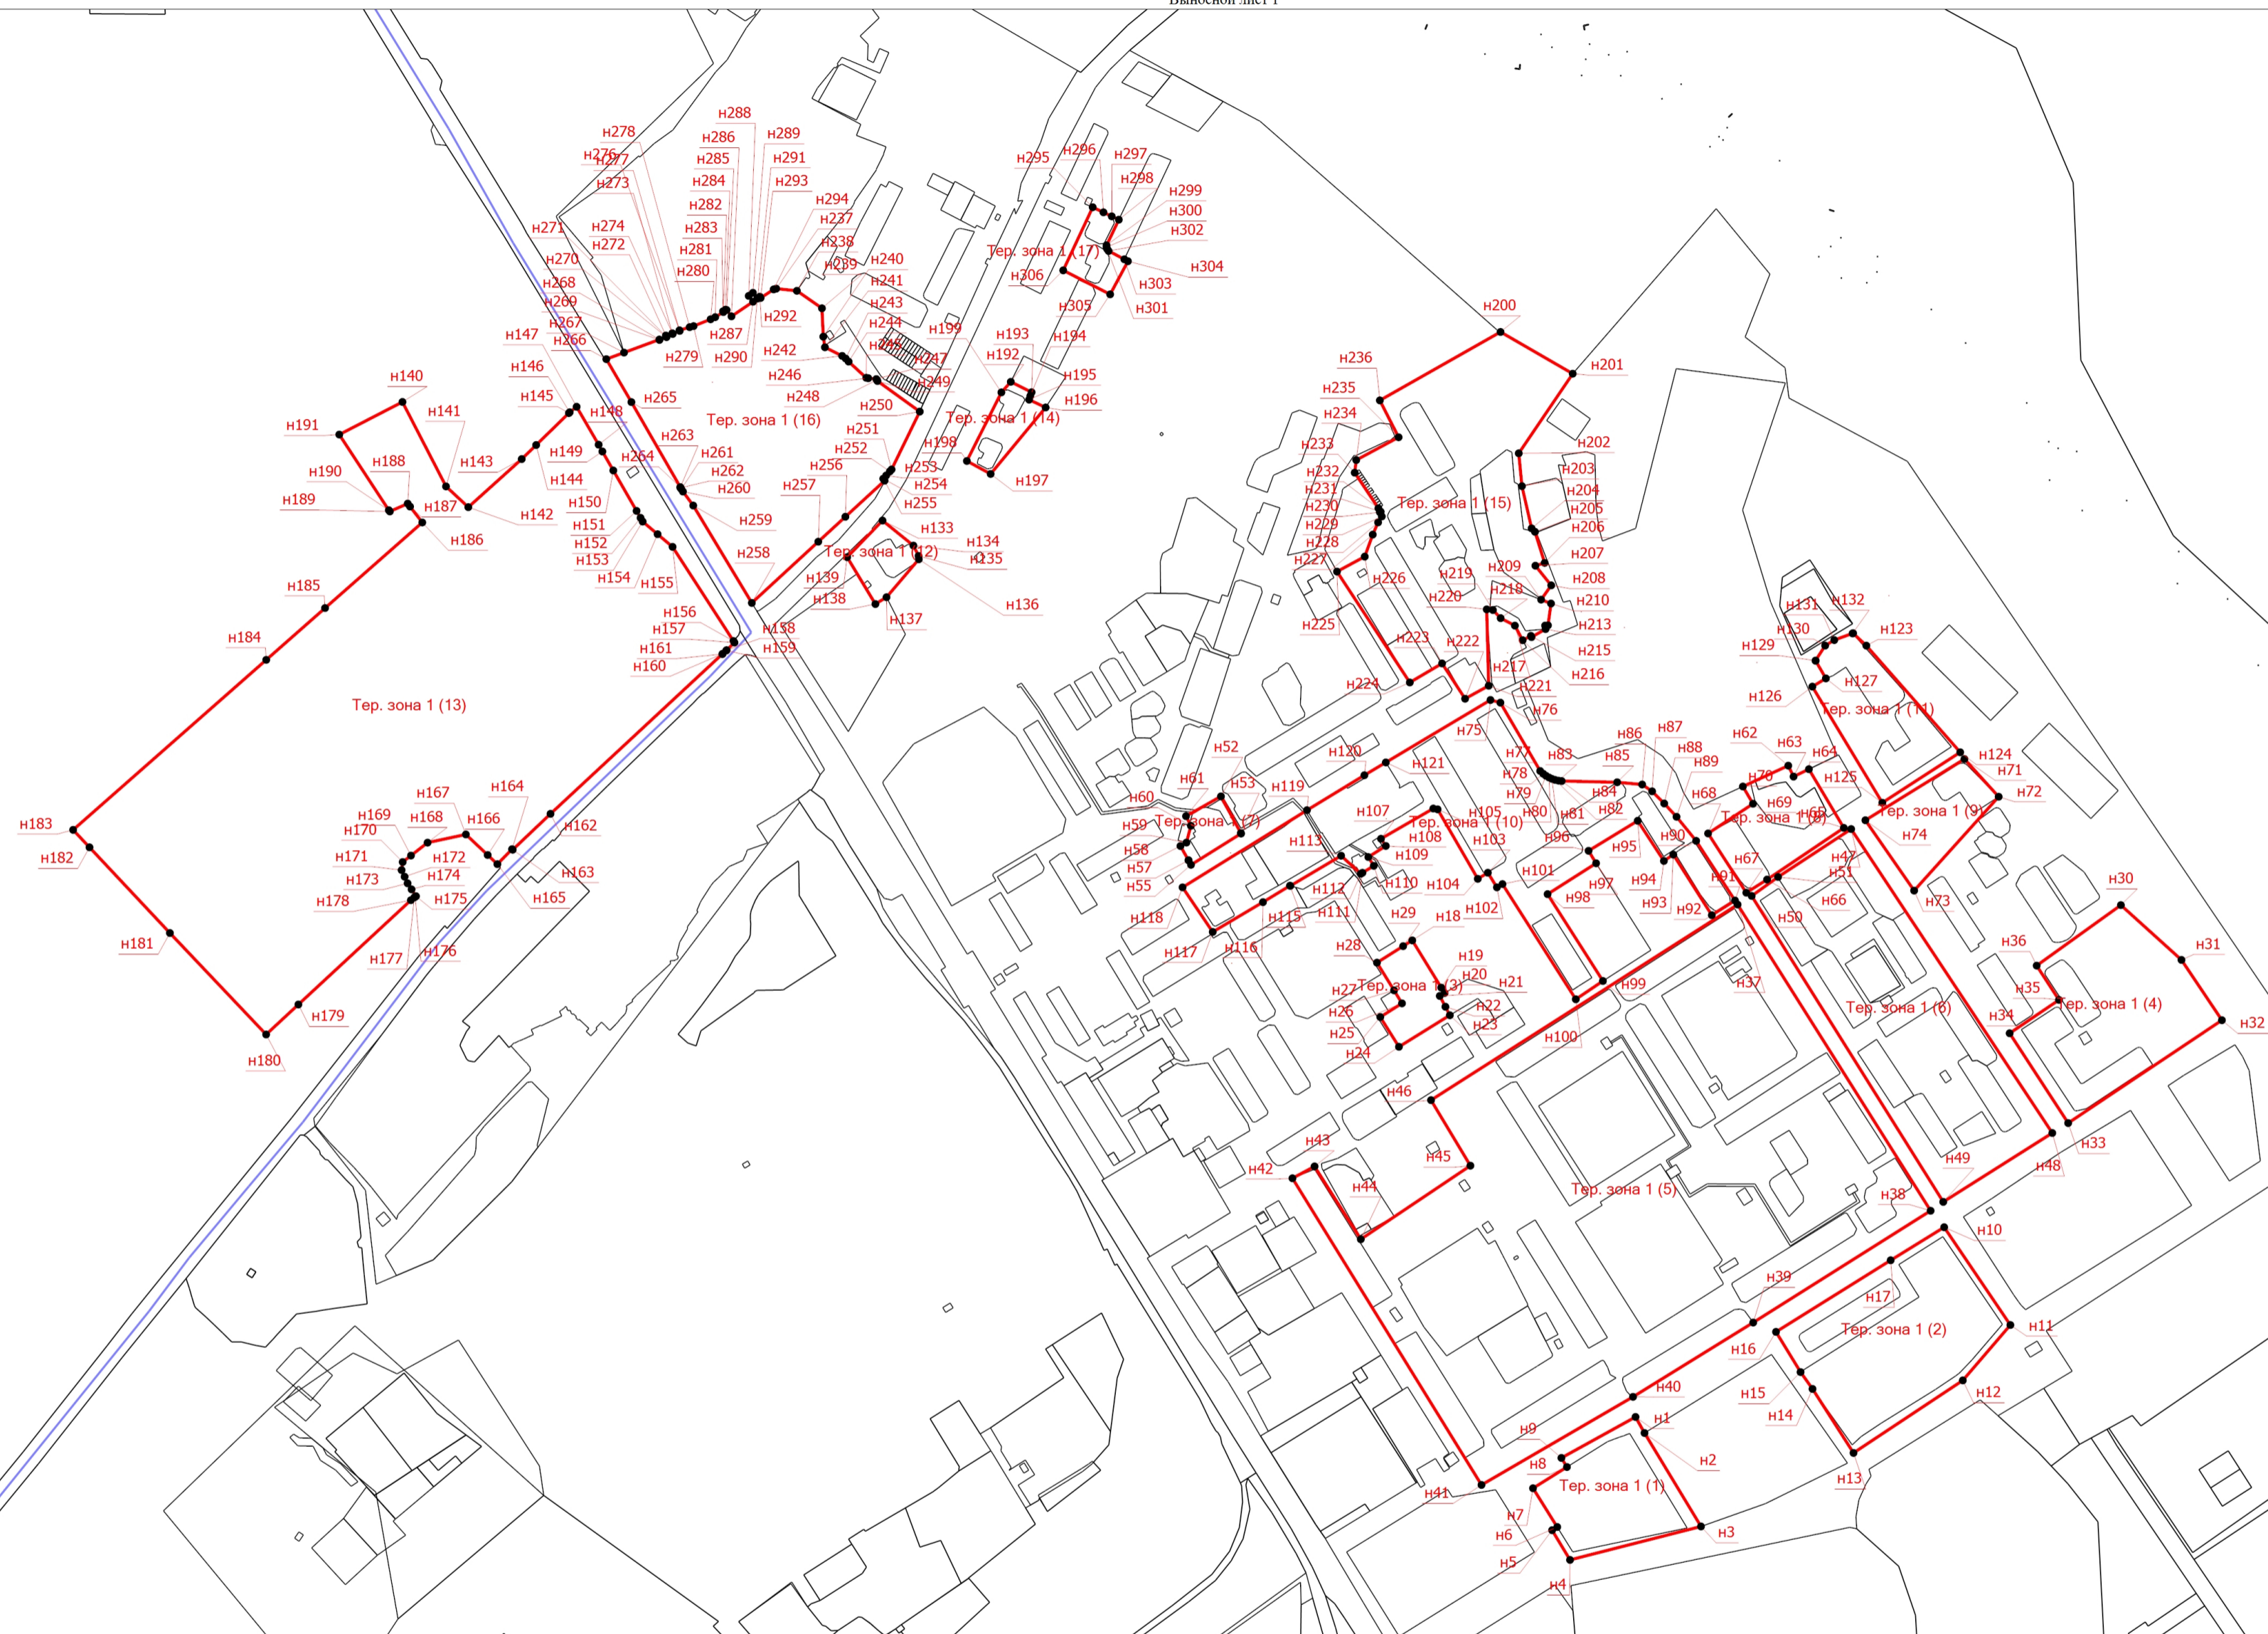 Выносной лист 1
н288
н278
н286
н289
н276
н277
н285
н291
н295
н296
н297
н273
н284
н293
н298
н282
н294
н299
н271
н274
н283
н237
н300
н272
н281
н238
Тер. зона 1 (17)
н302
н270
н280
н239
н240
н306
н304
н268
н241
н303
н269
н243
н305
н301
н267
н287
н292
н244
н199
н193
н194
н200
н147
н266
н279
н290
н242
н245
н247
н192
н146
н246
н249
н195
н236
н201
н140
н265
н248
н196
н235
н145
н148
Тер. зона 1 (16)
н250
Тер. зона 1 (14)
н234
н191
н141
н263
н251
н198
н233
н202
н149
н264
н261
н252
н253
н232
н203
н190
н188
н143
н144
н262
н256
н254
н197
н231
Тер. зона 1 (15)
н204
н189
н187
н142
н150
н260
н257
н255
н230
н205
н186
н151
н259
н133
н229
н206
н152
н134
н228
н207
н153
Тер. зона 1 (12)
н135
н227
н219
н209
н154
н155
н258
н139
н226
н218
н208
н185
н138
н137
н136
н220
н210
н131
н132
н156
н225
н213
н130
н123
н184
н157
н158
н223
н222
н215
н129
н161
н159
н217
н216
н127
н160
н224
н221
н126
Тер. зона 1 (13)
н76
Тер. зона 1 (11)
н75
н52
н120
н121
н77
н83
н86
н87
н62
н63
н64
н124
н61
н53
н119
н78
н85
н88
н125
н71
н164
н60
н79
н84
н89
н70
н72
н167
Тер. зона 1 (7)
н107
н105
н80
н81
н82
н68
н69
н65
Тер. зона 1 (9)
н183
н169
н168
н166
н162
н59
н113
н108
Тер. зона 1 (10)
н96
н90
н74
н182
н170
н58
н109
н103
н95
н47
н171
н172
н163
н57
н110
н104
н101
н97
н94
н67
н51
н173
н174
н165
н55
н112
н98
н93
н91
н66
н73
н30
н178
н175
н118
н115
н111
н29
н18
н102
н92
н50
н181
н177
н176
н117
н116
н28
н19
н36
н31
н20
н21
н99
н37
н35
н27
Тер. зона 1 (3)
н22
Тер. зона 1 (6)
Тер. зона 1 (4)
н179
н26
н23
н34
н32
н180
н25
н24
н100
н46
н33
н43
н45
н49
н48
н42
н44
Тер. зона 1 (5)
н38
н10
н39
н17
н16
Тер. зона 1 (2)
н11
н40
н15
н12
н9
н1
н14
н8
н2
н13
н41
Тер. зона 1 (1)
н7
н6
н3
н5
н4